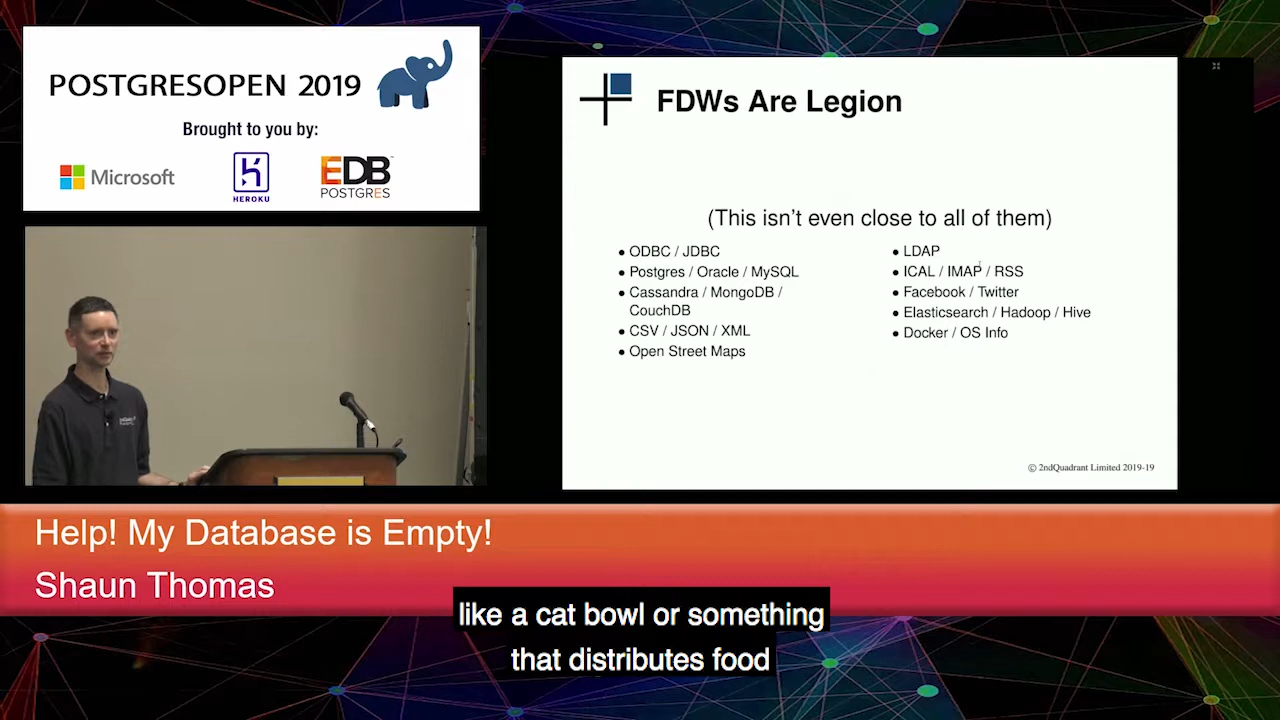 POSTGRESOPEN 2019
Brought to you by:
Microsoft
HEROKU
EDB
POSTGRES
FDWs Are Legion
(This isn't even close to all of them)
• ODBC / JDBC
• Postgres / Oracle / MySQL
• Cassandra / MongoDB /
CouchDB
• CSV / JSON / XML
• Open Street Maps
• LDAP
• ICAL / IMAP / RSS
• Facebook / Twitter
• Elasticsearch / Hadoop / Hive
• Docker / OS Info
© 2ndQuadrant Limited 2019-19
Help! My Database is Empty!
Shaun Thomas
like a cat bowl or something
that distributes food